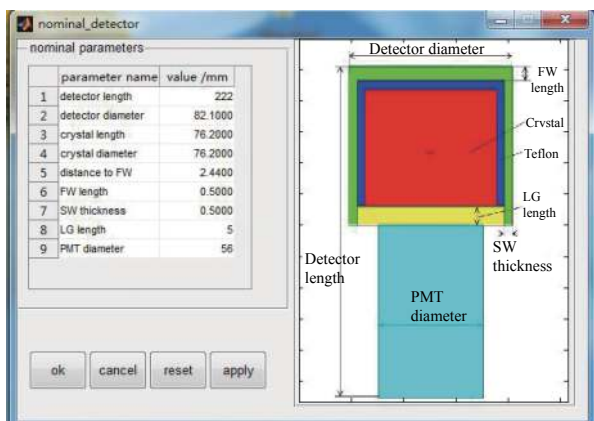 nominal_detector
nominal parameters
parameter name value /mm
1 detector length 222
2 detector diameter 82.1000
3 crystal length 76.2000
4 crystal diameter 76.2000
5 distance to FW 2.4400
6 FW length 0.5000
7 SW thickness 0.5000
8 LG length 5
9 PMT diameter 56
ok cancel reset apply
Detector diameter
FW
length
Crvstal
Teflon
LG
length
SW
thickness
Detector
length
PMT
diameter